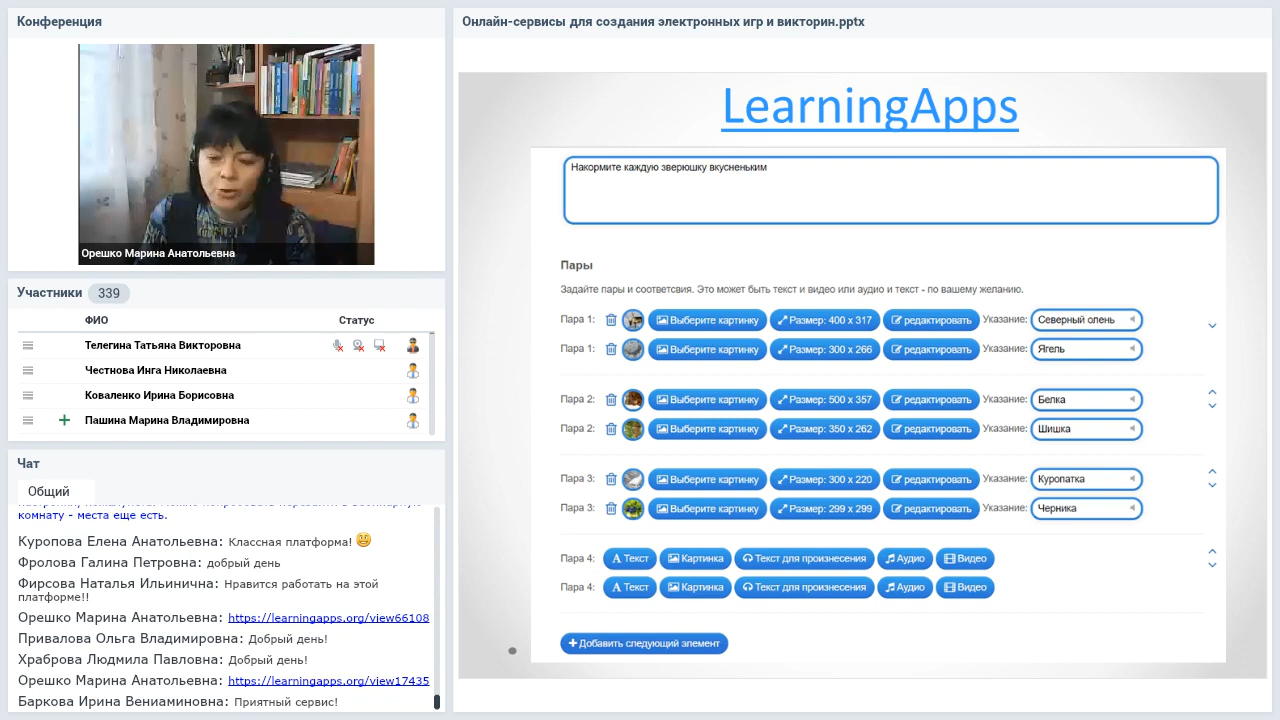 Конференция
Орешко Марина Анатольевна
Участники 339
ФИО Статус
Телегина Татьяна Викторовна
Честнова Инга Николаевна
Коваленко Ирина Борисовна
Пашина Марина Владимировна
Чат
Общий
комнату - места еще есть.
Куропова Елена Анатольевна: Классная платформа!
Фролова Галина Петровна: добрый день
Фирсова Наталья Ильинична: Нравится работать на этой
платформе!!
Орешко Марина Анатольевна: https://learningapps.org/view66108
Привалова Ольга Владимировна: Добрый день!
Храброва Людмила Павловна: Добрый день!
Орешко Марина Анатольевна: https://learningapps.org/view17435
Баркова Ирина Вениаминовна: Приятный сервис!
Онлайн-сервисы для создания электронных игр и викторин.pptx
LearningApps
Накормите каждую зверюшку вкусненьким
Пары
Задайте пары и соответсвия. Это может быть текст и видео или аудио и текст - по вашему желанию.
Пара 1: Выберите картинку Размер: 400 x 317 редактировать Указание: Северный олень
Пара 1: Выберите картинку Размер: 300 x 266 редактировать Указание: Ягель
Пара 2: Выберите картинку Размер: 500 x 357 редактировать Указание: Белка
Пара 2: Выберите картинку Размер: 350 x 262 редактировать Указание: Шишка
Пара 3: Выберите картинку Размер: 300 x 220 редактировать Указание: Куропатка
Пара 3: Выберите картинку Размер: 299 x 299 редактировать Указание: Черника
Пара 4: Текст Картинка Текст для произнесения Аудио Видео
Пара 4: Текст Картинка Текст для произнесения Аудио Видео
Добавить следующий элемент